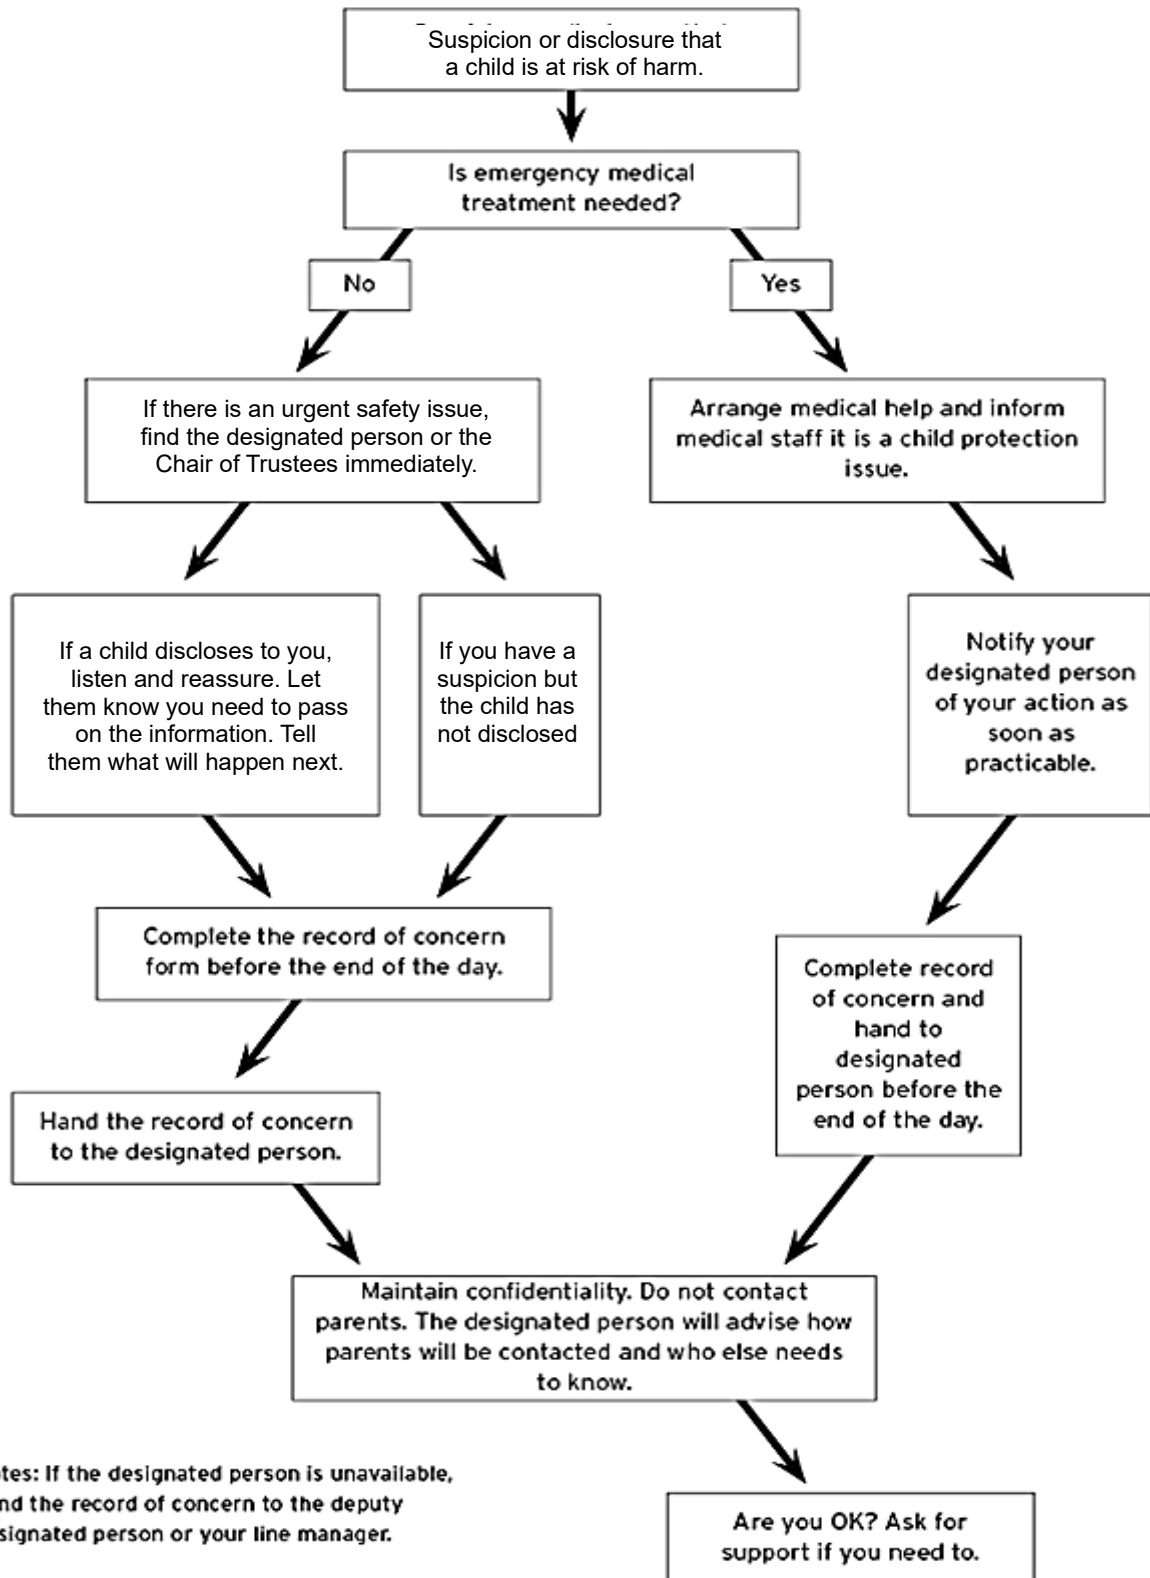 Suspicion or disclosure that
a child is at risk of harm.
Is emergency medical
treatment needed?
No
Yes
If there is an urgent safety issue,
find the designated person or the
Chair of Trustees immediately.
Arrange medical help and inform
medical staff it is a child protection
issue.
If a child discloses to you,
listen and reassure. Let
them know you need to pass
on the information. Tell
them what will happen next.
If you have a
suspicion but
the child has
not disclosed
Notify your
designated person
of your action as
soon as
practicable.
Complete the record of concern
form before the end of the day.
Complete record
of concern and
hand to
designated
person before the
end of the day.
Hand the record of concern
to the designated person.
Maintain confidentiality. Do not contact
parents. The designated person will advise how
parents will be contacted and who else needs
to know.
tes: If the designated person is unavailable,
nd the record of concern to the deputy
signated person or your line manager.
Are you OK? Ask for
support if you need to.